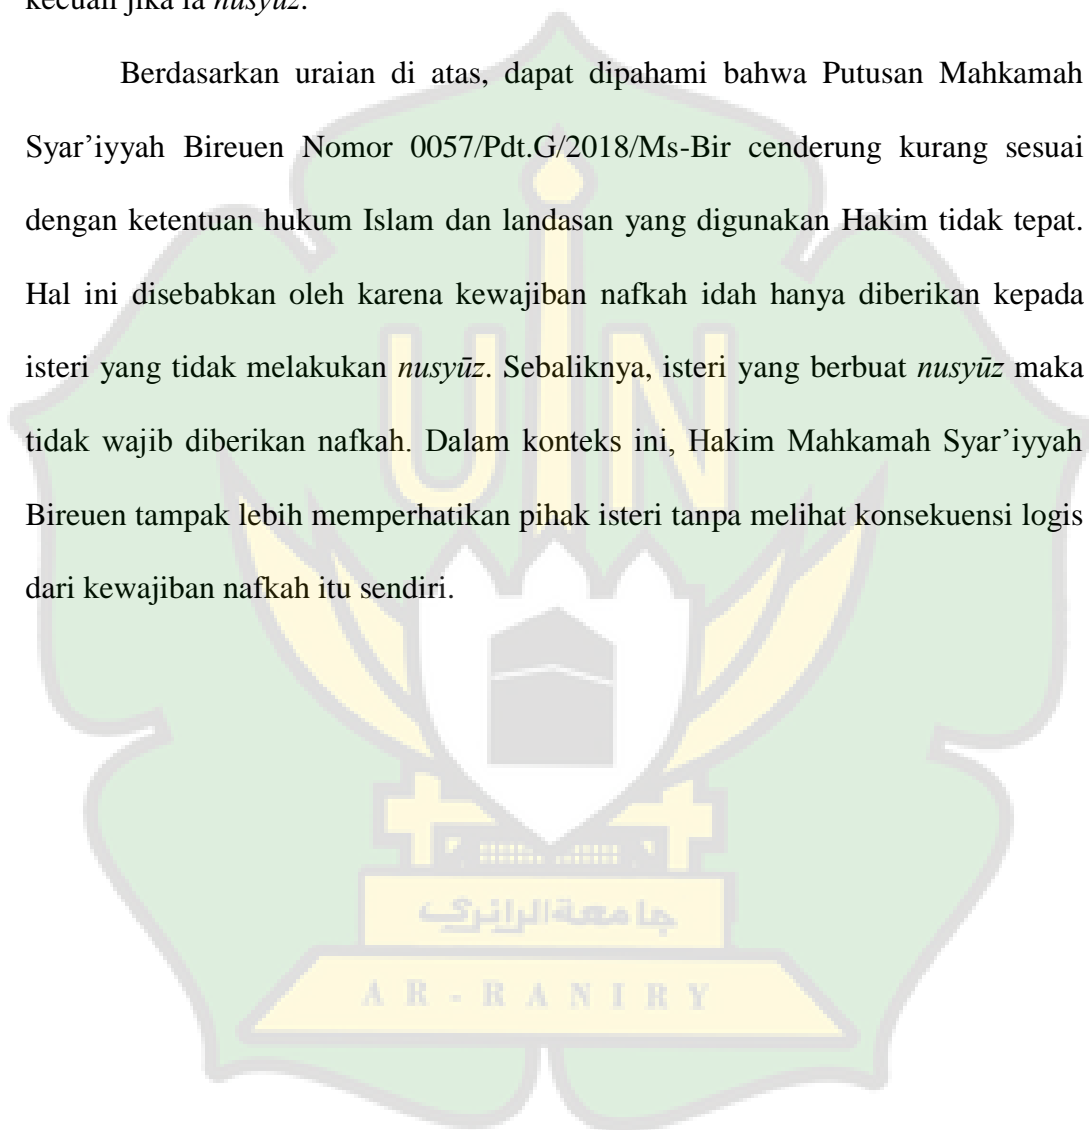 kecuali jika ia nusyūz.
Berdasarkan uraian di atas, dapat dipahami bahwa Putusan Mahkamah
Syar’iyyah Bireuen Nomor 0057/Pdt.G/2018/Ms-Bir cenderung kurang sesuai
dengan ketentuan hukum Islam dan landasan yang digunakan Hakim tidak tepat.
Hal ini disebabkan oleh karena kewajiban nafkah idah hanya diberikan kepada
isteri yang tidak melakukan nusyūz. Sebaliknya, isteri yang berbuat nusyūz maka
tidak wajib diberikan nafkah. Dalam konteks ini, Hakim Mahkamah Syar’iyyah
Bireuen tampak lebih memperhatikan pihak isteri tanpa melihat konsekuensi logis
dari kewajiban nafkah itu sendiri.
UIN
جامعة الرانري
AR-RANIRY